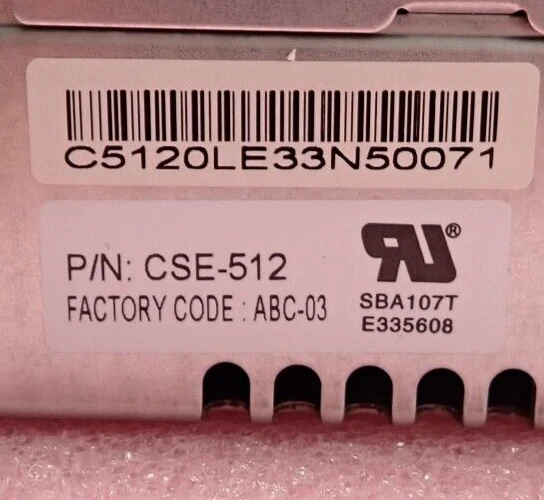 C5120LE33N50071
P/N: CSE-512
FACTORY CODE : ABC-03
®
SBA107T
E335608